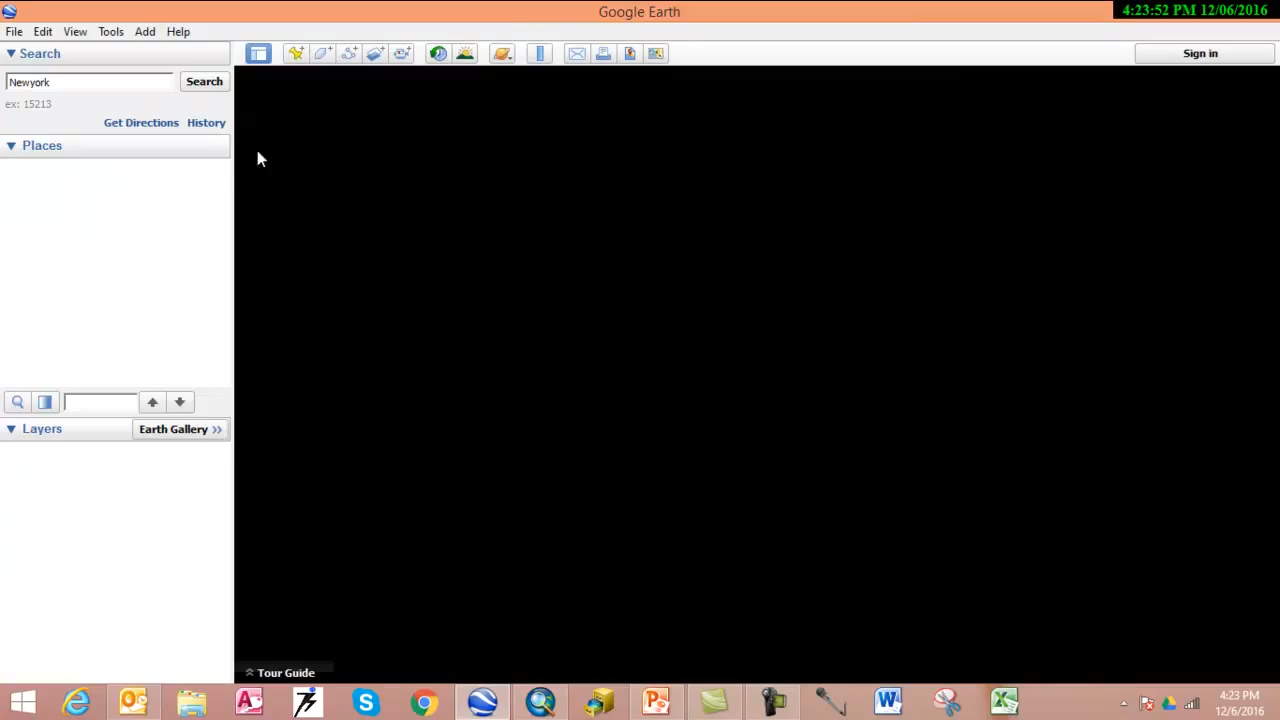 Google Earth
4:23:52 PM 12/06/2016
File Edit View Tools Add Help
Search
Sign in
Newyork
Search
ex: 15213
Get Directions History
Places
Layers
Earth Gallery >>
Tour Guide
4:23 PM
12/6/2016